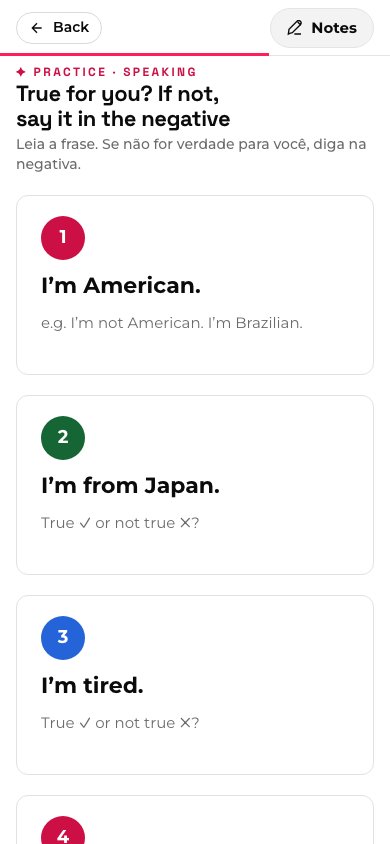 ← Back
Notes
✦ PRACTICE · SPEAKING
True for you? If not,
say it in the negative
Leia a frase. Se não for verdade para você, diga na
negativa.
1
I’m American.
e.g. I’m not American. I’m Brazilian.
2
I’m from Japan.
True ✓ or not true ✕?
3
I’m tired.
True ✓ or not true ✕?
4